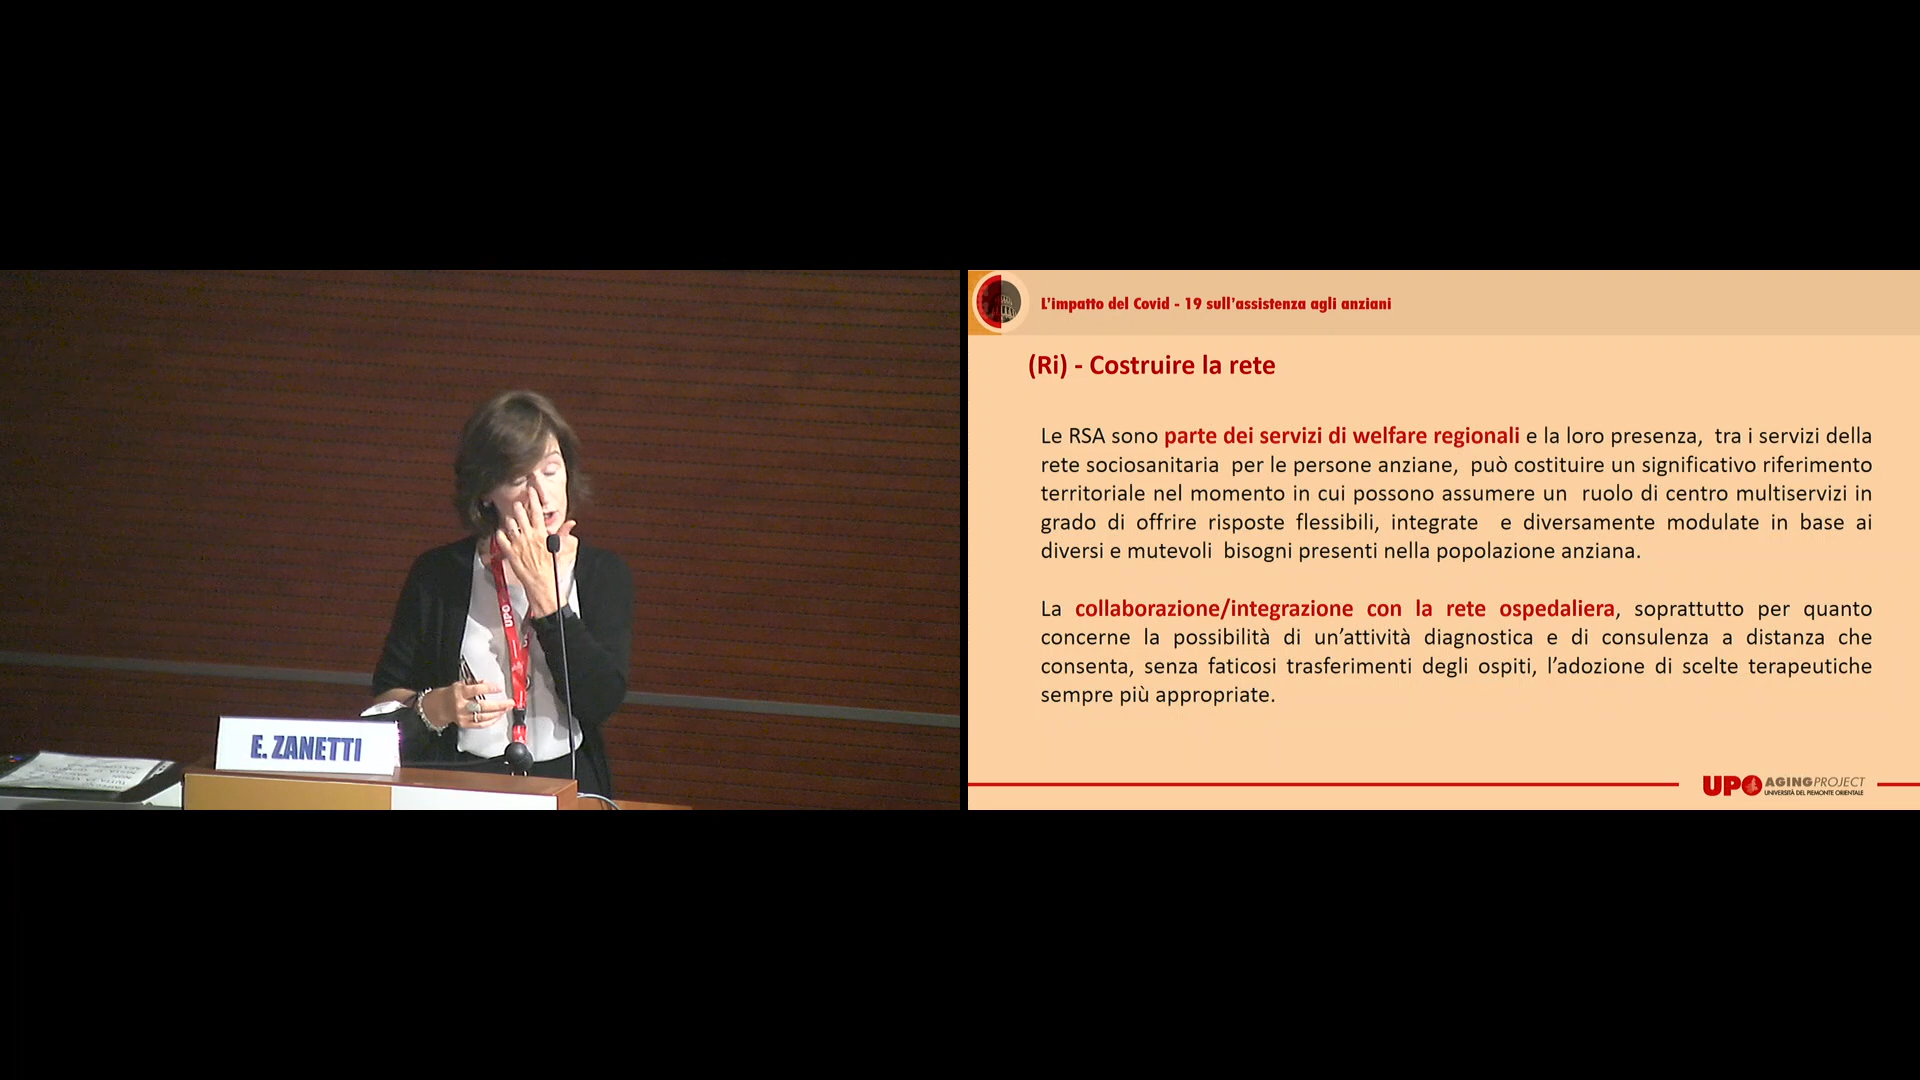 E. ZANETTI
UPO
L'impatto del Covid - 19 sull'assistenza agli anziani
(Ri) - Costruire la rete
Le RSA sono parte dei servizi di welfare regionali e la loro presenza, tra i servizi della
rete sociosanitaria per le persone anziane, può costituire un significativo riferimento
territoriale nel momento in cui possono assumere un ruolo di centro multiservizi in
grado di offrire risposte flessibili, integrate e diversamente modulate in base ai
diversi e mutevoli bisogni presenti nella popolazione anziana.
La collaborazione/integrazione con la rete ospedaliera, soprattutto per quanto
concerne la possibilità di un'attività diagnostica e di consulenza a distanza che
consenta, senza faticosi trasferimenti degli ospiti, l'adozione di scelte terapeutiche
sempre più appropriate.
UPO AGINGPROJECT
UNIVERSITÀ DEL PIEMONTE ORIENTALE